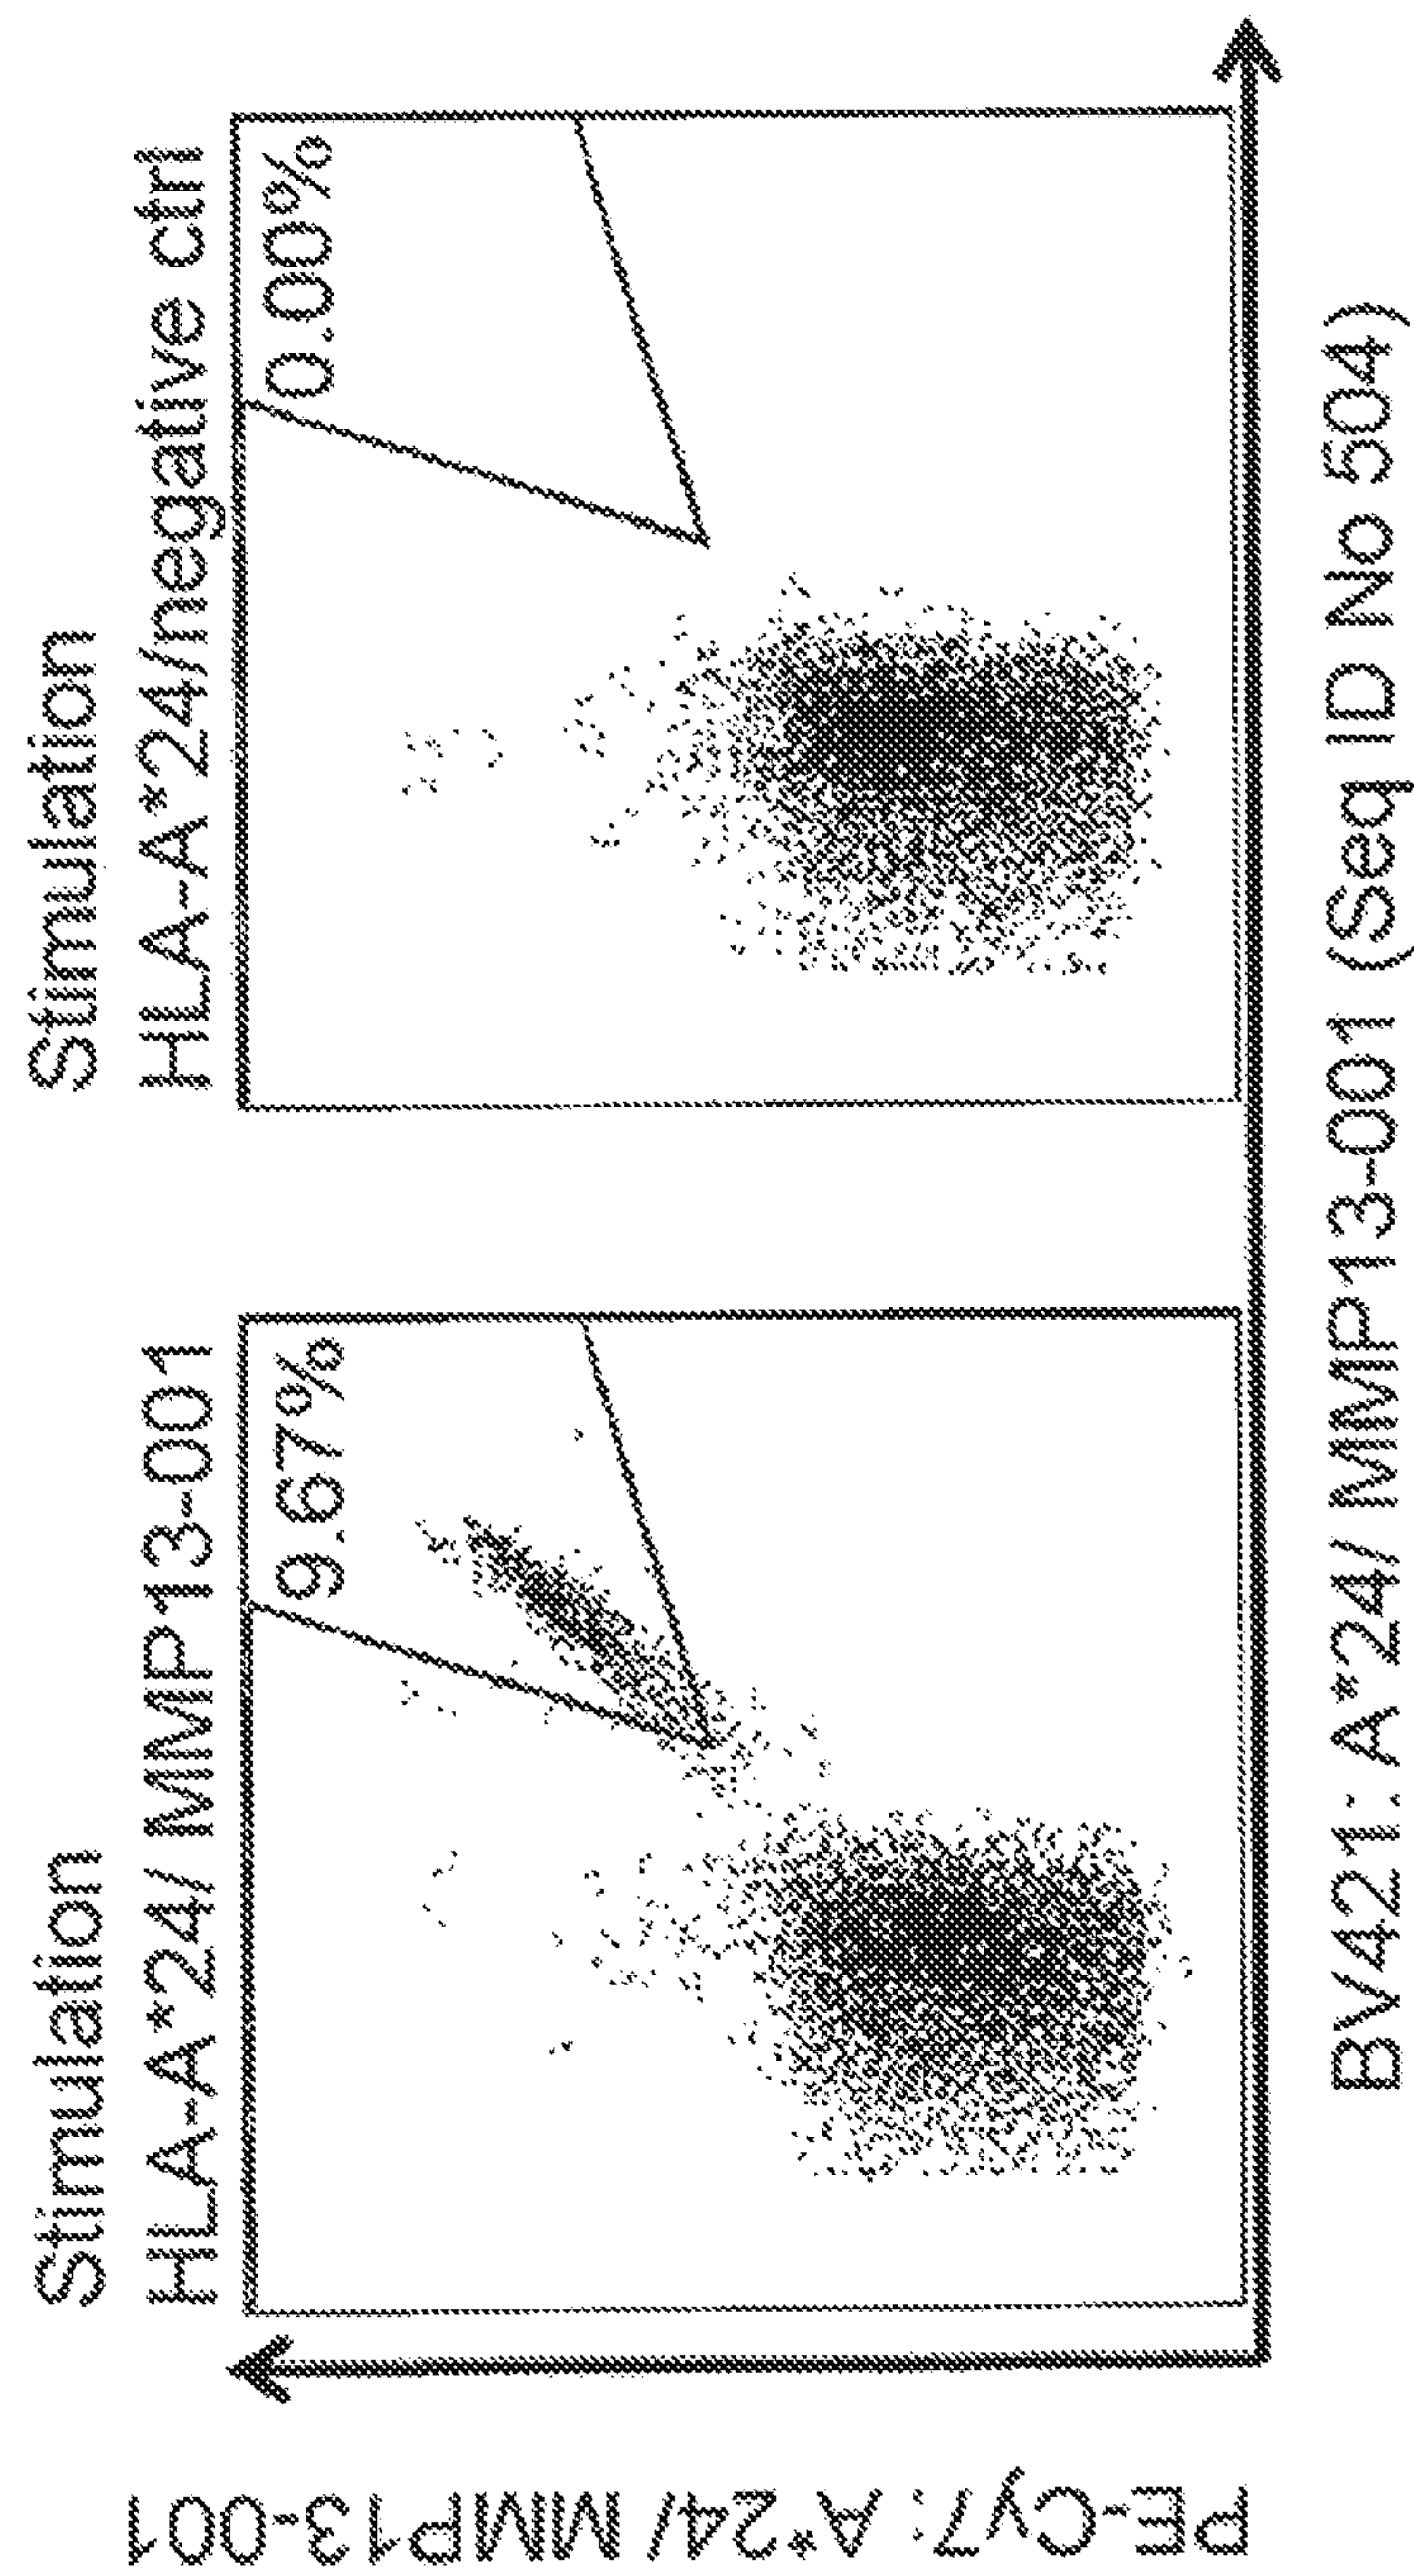 Stimulation
HLA-A*24/ MMP13-001
9.67%
Stimulation
HLA-A*24/negative ctrl
0.00%
PE-Cy7: A*24/ MMP13-001
BV421: A*24/ MMP13-001 (Seq ID No 504)